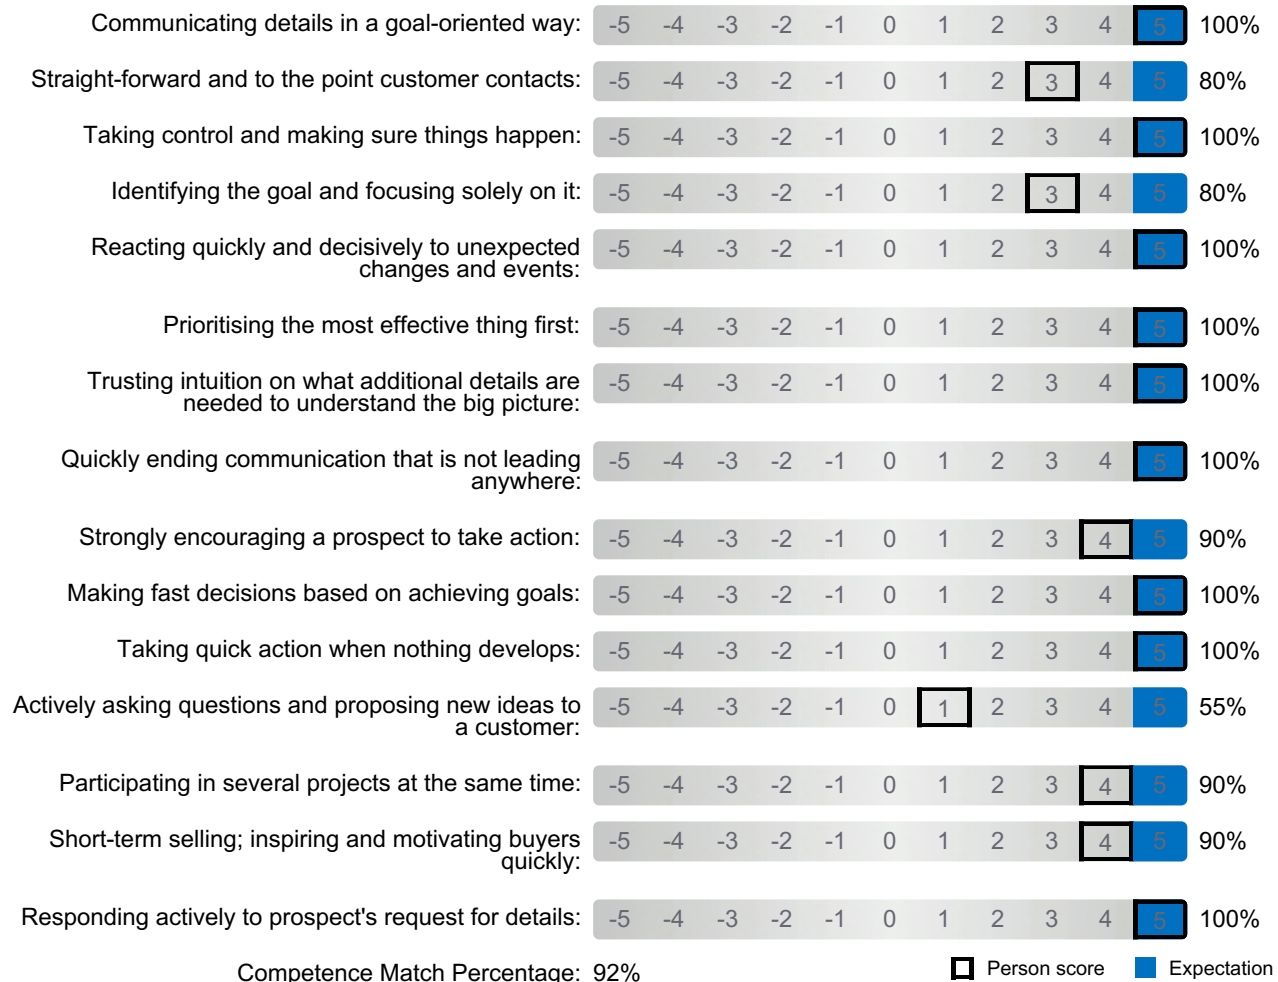 Communicating details in a goal-oriented way: -5 -4 -3 -2 -1 0 1 2 3 4 5 100%
Straight-forward and to the point customer contacts: -5 -4 -3 -2 -1 0 1 2 3 4 5 80%
Taking control and making sure things happen: -5 -4 -3 -2 -1 0 1 2 3 4 5 100%
Identifying the goal and focusing solely on it: -5 -4 -3 -2 -1 0 1 2 3 4 5 80%
Reacting quickly and decisively to unexpected
changes and events: -5 -4 -3 -2 -1 0 1 2 3 4 5 100%
Prioritising the most effective thing first: -5 -4 -3 -2 -1 0 1 2 3 4 5 100%
Trusting intuition on what additional details are
needed to understand the big picture: -5 -4 -3 -2 -1 0 1 2 3 4 5 100%
Quickly ending communication that is not leading
anywhere: -5 -4 -3 -2 -1 0 1 2 3 4 5 100%
Strongly encouraging a prospect to take action: -5 -4 -3 -2 -1 0 1 2 3 4 5 90%
Making fast decisions based on achieving goals: -5 -4 -3 -2 -1 0 1 2 3 4 5 100%
Taking quick action when nothing develops: -5 -4 -3 -2 -1 0 1 2 3 4 5 100%
Actively asking questions and proposing new ideas to
a customer: -5 -4 -3 -2 -1 0 1 2 3 4 5 55%
Participating in several projects at the same time: -5 -4 -3 -2 -1 0 1 2 3 4 5 90%
Short-term selling; inspiring and motivating buyers
quickly: -5 -4 -3 -2 -1 0 1 2 3 4 5 90%
Responding actively to prospect's request for details: -5 -4 -3 -2 -1 0 1 2 3 4 5 100%
Competence Match Percentage: 92% Person score Expectation